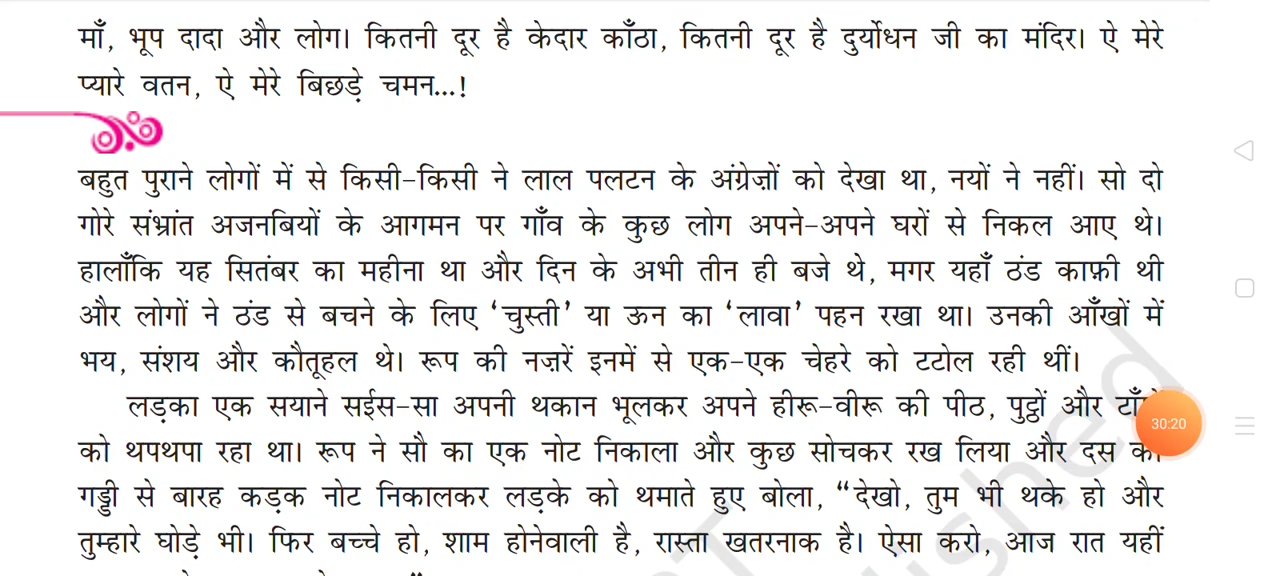 माँ, भूप दादा और लोग। कितनी दूर है केदार काँठा, कितनी दूर है दुर्योधन जी का मंदिर। ऐ मेरे
प्यारे वतन, ऐ मेरे बिछड़े चमन...!
बहुत पुराने लोगों में से किसी-किसी ने लाल पलटन के अंग्रेज़ों को देखा था, नयों ने नहीं। सो दो
गोरे संभ्रांत अजनबियों के आगमन पर गाँव के कुछ लोग अपने-अपने घरों से निकल आए थे।
हालाँकि यह सितंबर का महीना था और दिन के अभी तीन ही बजे थे, मगर यहाँ ठंड काफ़ी थी
और लोगों ने ठंड से बचने के लिए ‘चुस्ती’ या ऊन का ‘लावा’ पहन रखा था। उनकी आँखों में
भय, संशय और कौतूहल थे। रूप की नज़रें इनमें से एक-एक चेहरे को टटोल रही थीं।
लड़का एक सयाने सईस-सा अपनी थकान भूलकर अपने हीरू-वीरू की पीठ, पुट्ठों और
को थपथपा रहा था। रूप ने सौ का एक नोट निकाला और कुछ सोचकर रख लिया और दस
30:20
गड्डी से बारह कड़क नोट निकालकर लड़के को थमाते हुए बोला, “देखो, तुम भी थके हो और
तुम्हारे घोड़े भी। फिर बच्चे हो, शाम होनेवाली है, रास्ता खतरनाक है। ऐसा करो, आज रात यहीं